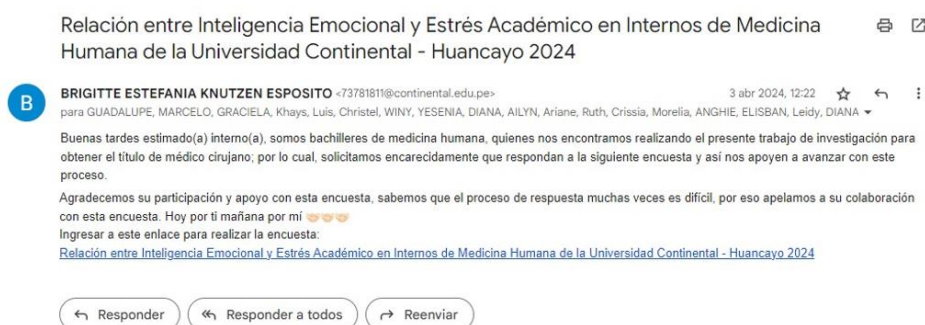 Relación entre Inteligencia Emocional y Estrés Académico en Internos de Medicina
Humana de la Universidad Continental - Huancayo 2024
B
BRIGITTE ESTEFANIA KNUTZEN ESPOSITO <73781811@continental.edu.pe>
3 abr 2024, 12:22
para GUADALUPE, MARCELO, GRACIELA, Khays, Luis, Christel, WINY, YESENIA, DIANA, AILYN, Ariane, Ruth, Crissia, Morelia, ANGHIE, ELISBAN, Leidy, DIANA
Buenas tardes estimado(a) interno(a), somos bachilleres de medicina humana, quienes nos encontramos realizando el presente trabajo de investigación para
obtener el título de médico cirujano; por lo cual, solicitamos encarecidamente que respondan a la siguiente encuesta y así nos apoyen a avanzar con este
proceso.
Agradecemos su participación y apoyo con esta encuesta, sabemos que el proceso de respuesta muchas veces es difícil, por eso apelamos a su colaboración
con esta encuesta. Hoy por ti mañana por mí 🤝🏻🤝🏻🤝🏻
Ingresar a este enlace para realizar la encuesta:
Relación entre Inteligencia Emocional y Estrés Académico en Internos de Medicina Humana de la Universidad Continental - Huancayo 2024
Responder
Responder a todos
Reenviar